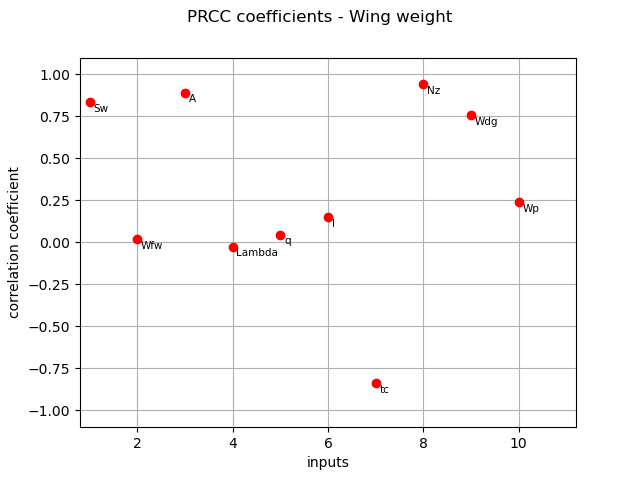 PRCC coefficients - Wing weight
correlation coefficient
1.00
0.75
0.50
0.25
0.00
−0.25
−0.50
−0.75
−1.00
Sw
Wfw
A
Lambda
q
l
tc
Nz
Wdg
Wp
2 4 6 8 10
inputs